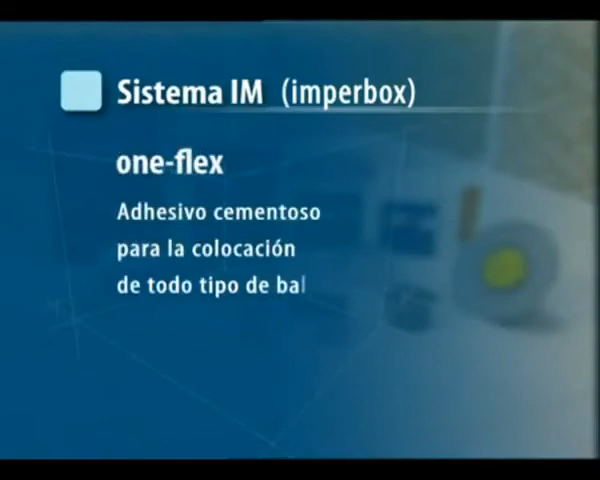 Sistema IM (imperbox)
one-flex
Adhesivo cementoso
para la colocación
de todo tipo de bal